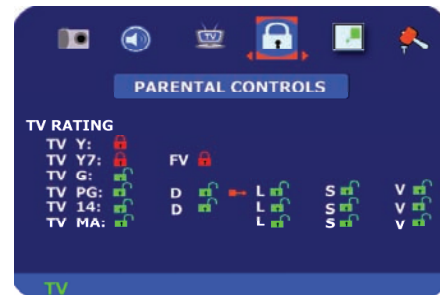 TV
PARENTAL CONTROLS
TV RATING
TV Y:
TV Y7: FV
TV G:
TV PG: D L S V
TV 14: D L S V
TV MA: L S V
TV